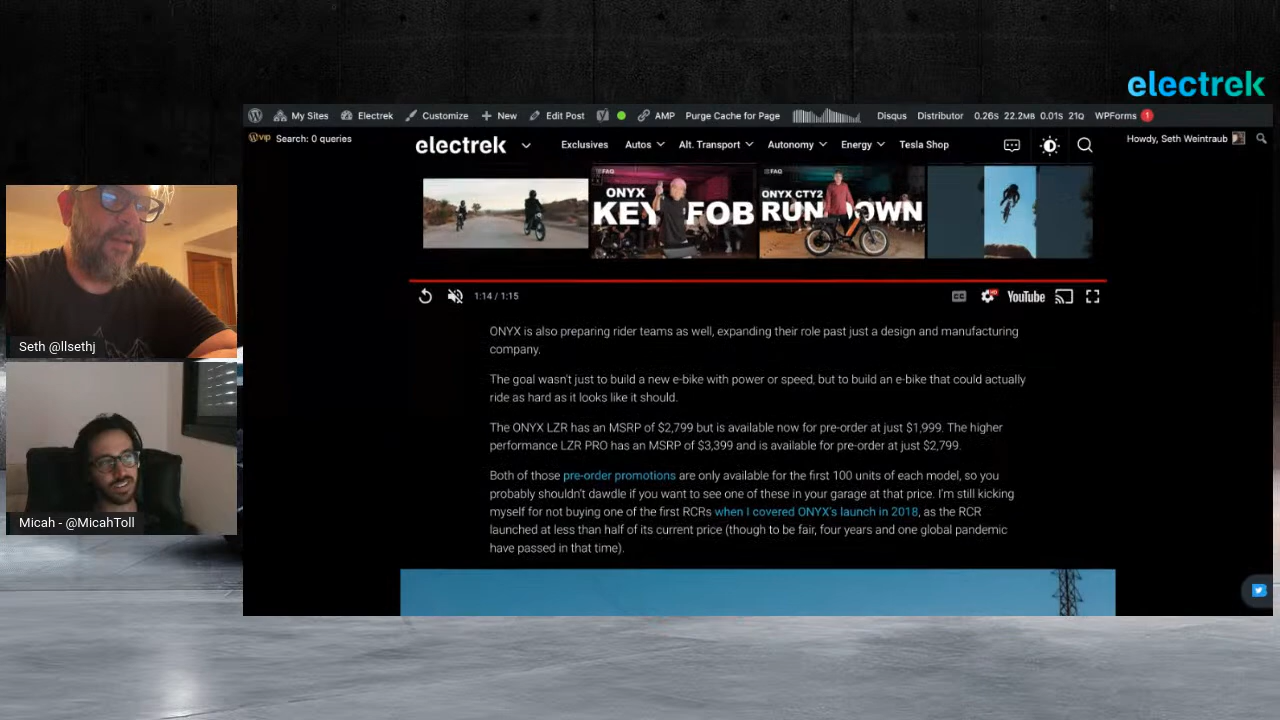 electrek
My Sites Electrek Customize New Edit Post AMP Purge Cache for Page Disqus Distributor 0.26s 22.2MB 0.01s 21Q WPForms 1
VIP Search: 0 queries Howdy, Seth Weintraub
electrek Exclusives Autos Alt. Transport Autonomy Energy Tesla Shop
FAQ
ONYX
KEY FOB
FAQ
ONYX CTY2
RUN DOWN
1:14 / 1:15 CC HD YouTube
ONYX is also preparing rider teams as well, expanding their role past just a design and manufacturing
company.
The goal wasn't just to build a new e-bike with power or speed, but to build an e-bike that could actually
ride as hard as it looks like it should.
The ONYX LZR has an MSRP of $2,799 but is available now for pre-order at just $1,999. The higher
performance LZR PRO has an MSRP of $3,399 and is available for pre-order at just $2,799.
Both of those pre-order promotions are only available for the first 100 units of each model, so you
probably shouldn't dawdle if you want to see one of these in your garage at that price. I'm still kicking
myself for not buying one of the first RCRs when I covered ONYX's launch in 2018, as the RCR
launched at less than half of its current price (though to be fair, four years and one global pandemic
have passed in that time).
Seth @llsethj
Micah - @MicahToll